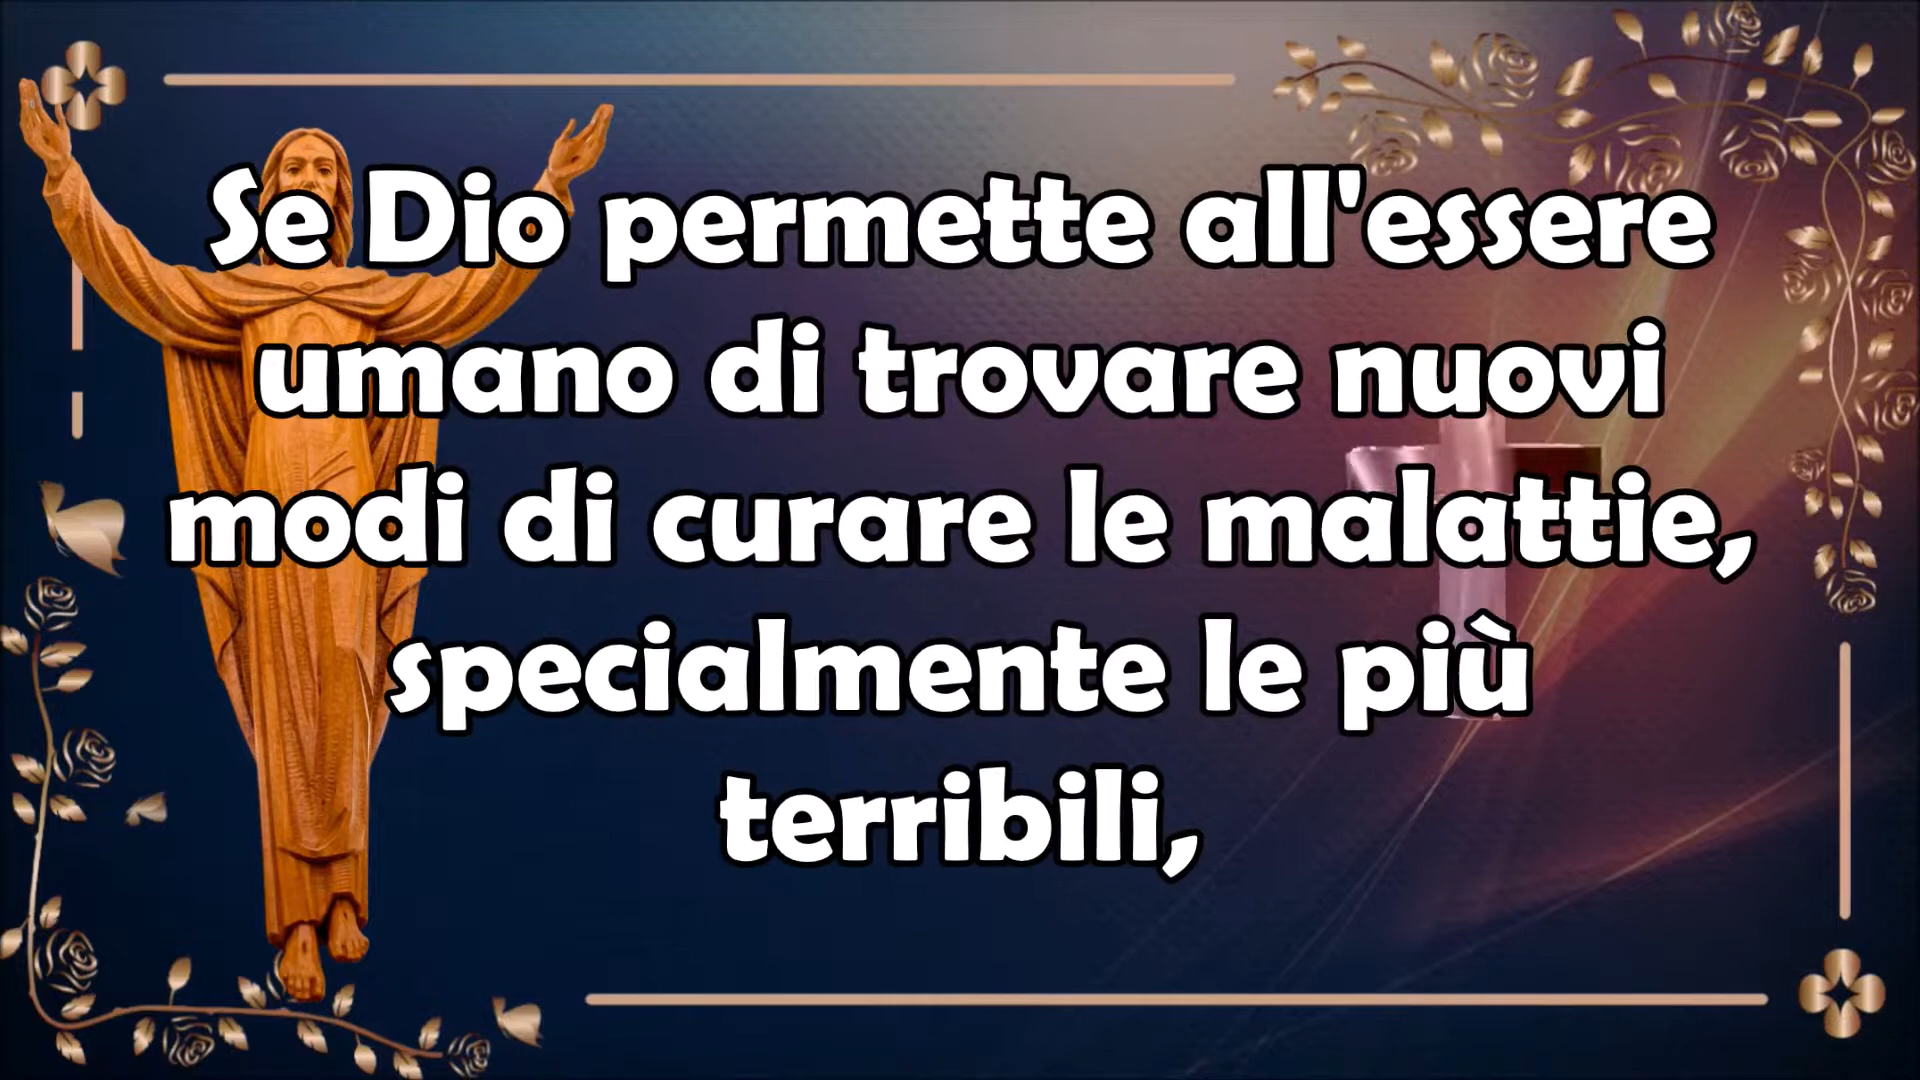 Se Dio permette all'essere
umano di trovare nuovi
modi di curare le malattie,
specialmente le più
terribili,